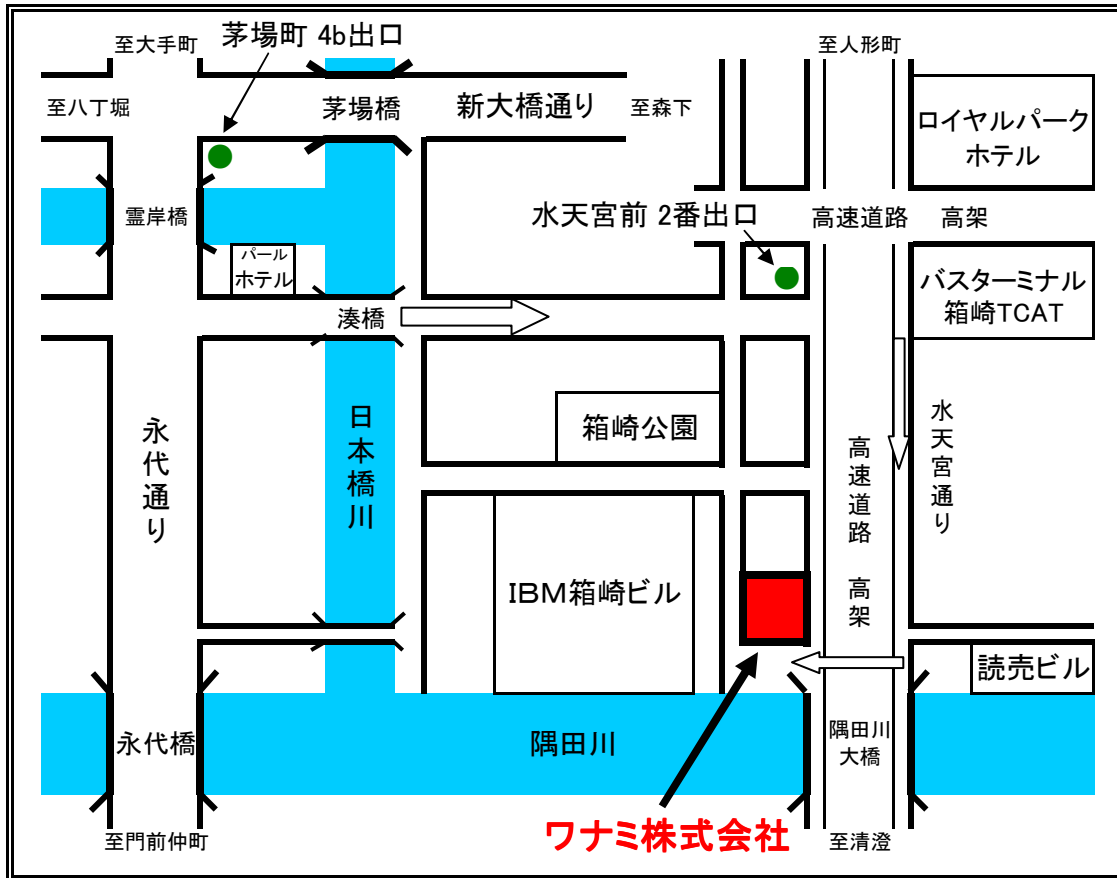 至大手町
茅場町 4b出口
至人形町
至八丁堀
茅場橋
新大橋通り
至森下
ロイヤルパーク
ホテル
霊岸橋
水天宮前 2番出口
高速道路 高架
パール
ホテル
バスターミナル
箱崎TCAT
湊橋
永代通り
日本橋川
箱崎公園
高速道路 高架
水天宮通り
IBM箱崎ビル
読売ビル
永代橋
隅田川
隅田川
大橋
ワナミ株式会社
至門前仲町
至清澄